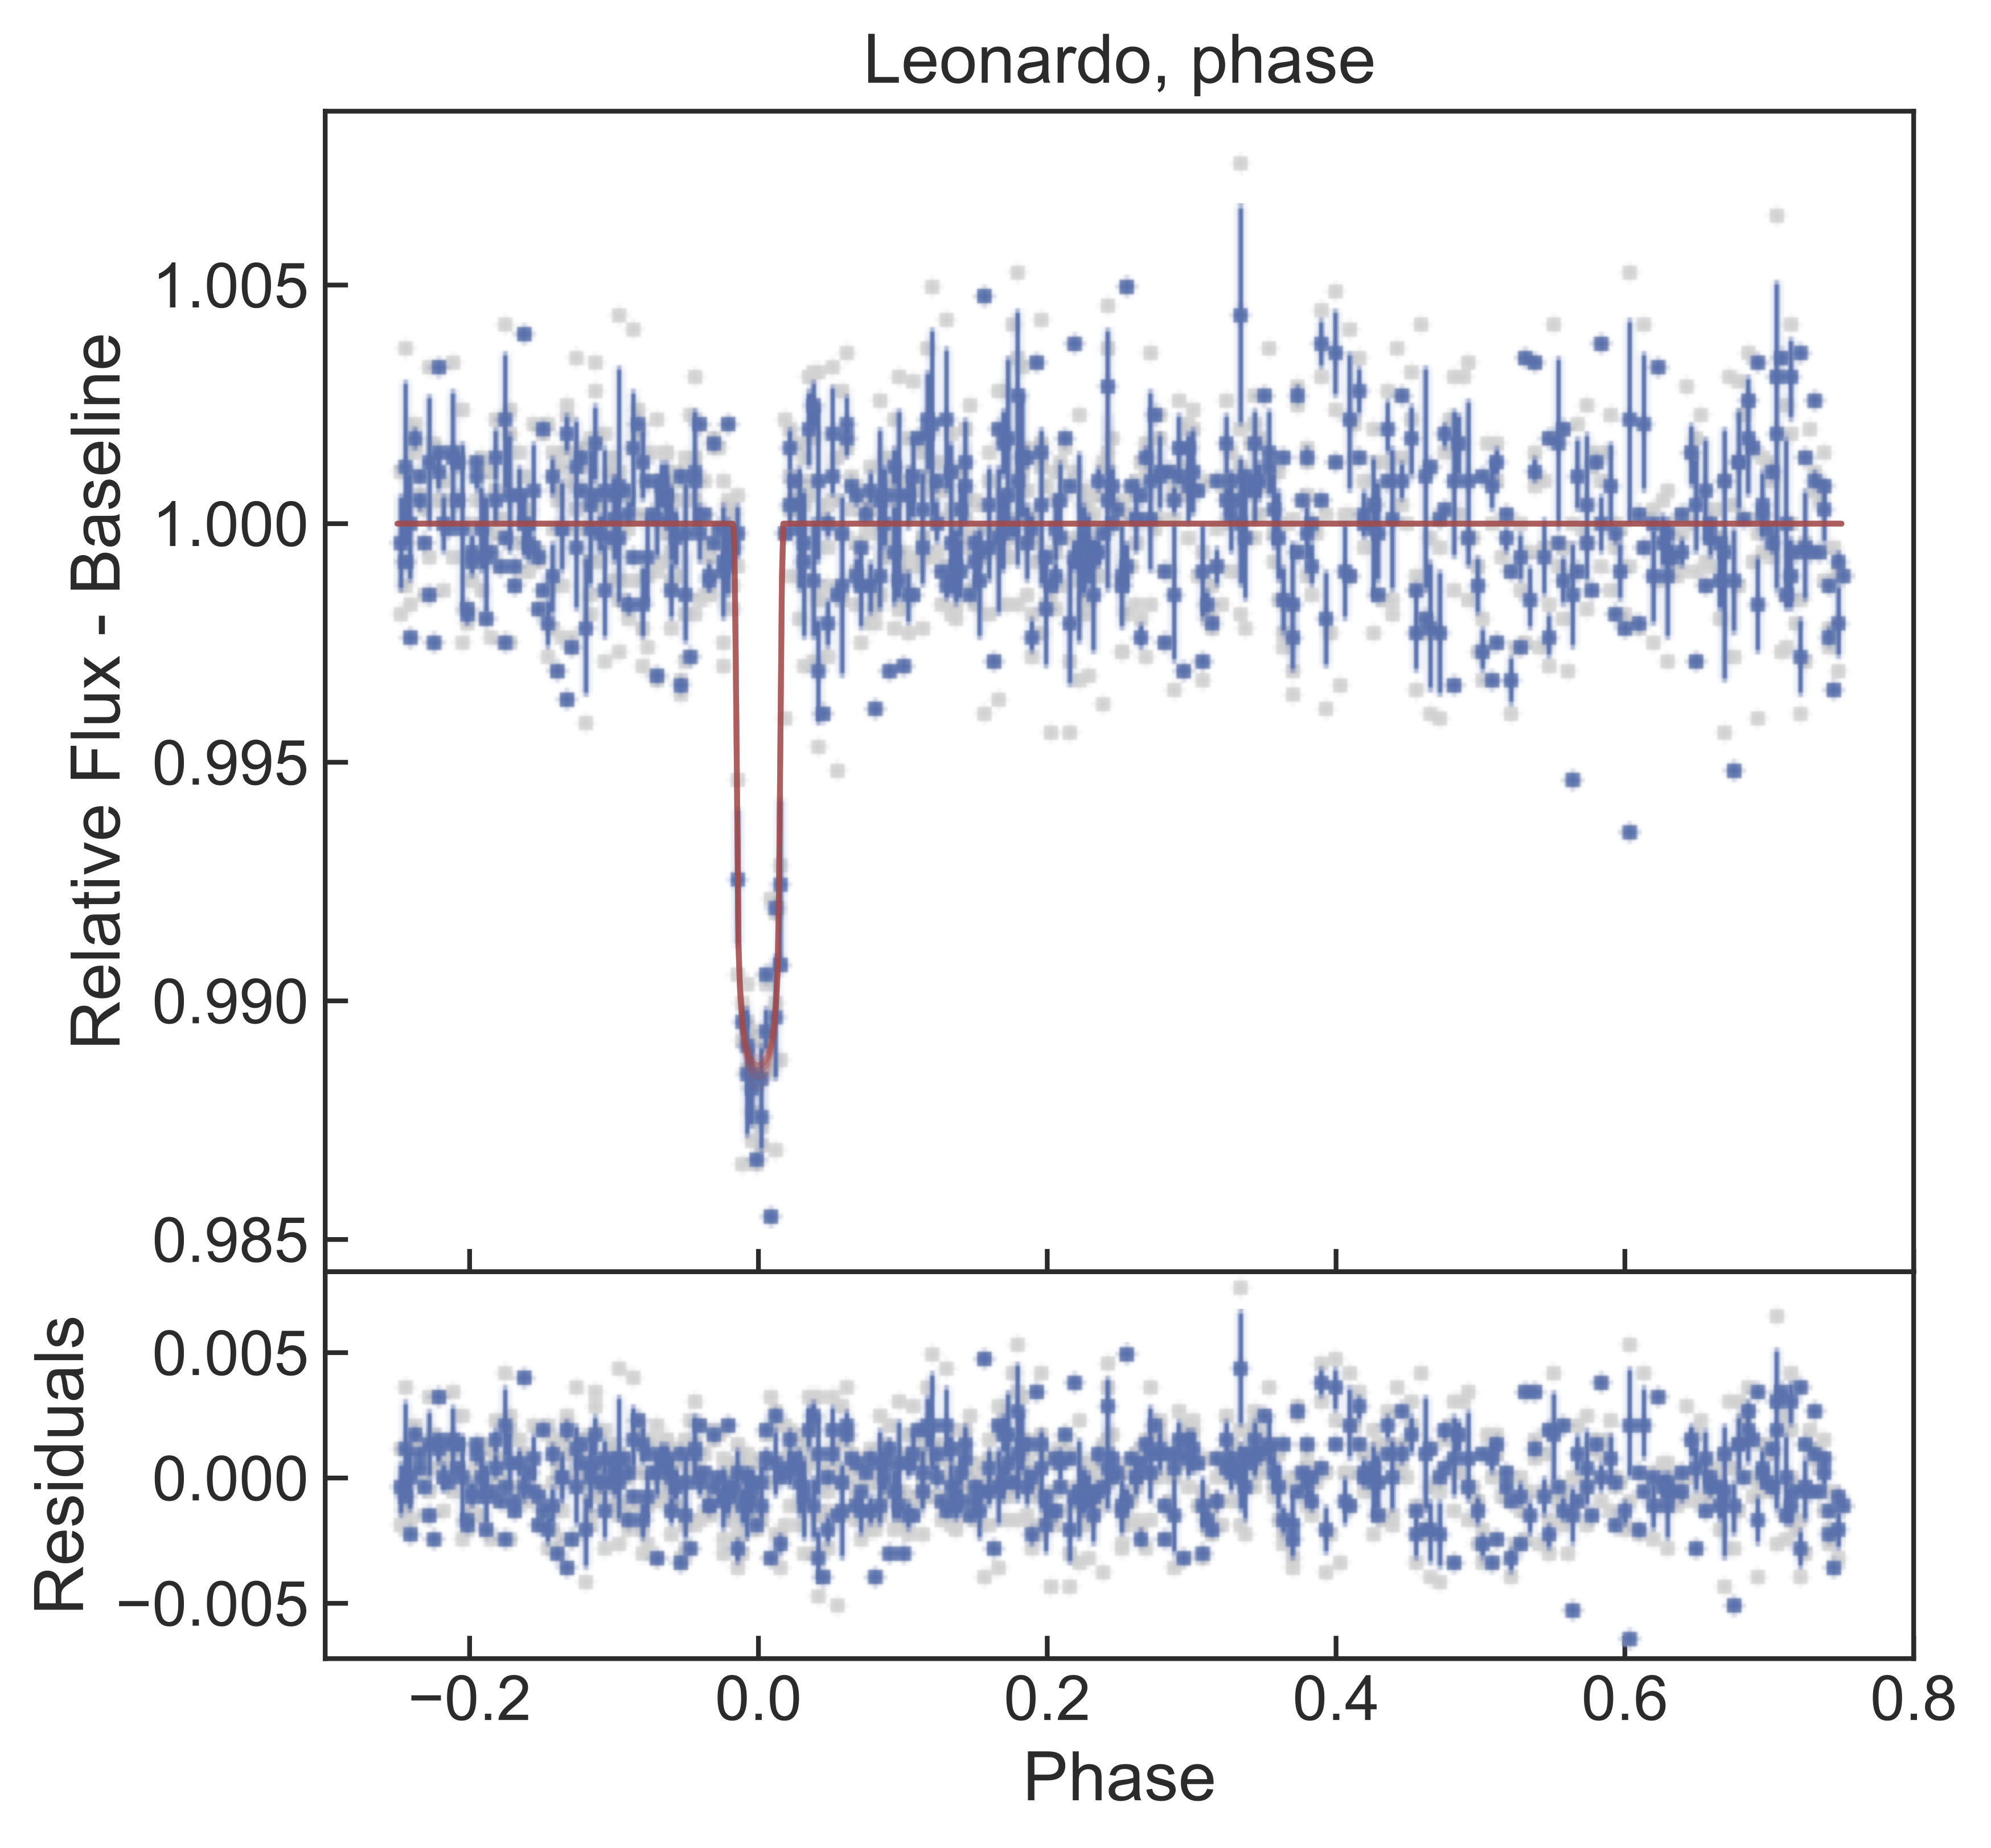 Leonardo, phase
Relative Flux - Baseline
1.005
1.000
0.995
0.990
0.985
Residuals
0.005
0.000
−0.005
−0.2 0.0 0.2 0.4 0.6 0.8
Phase